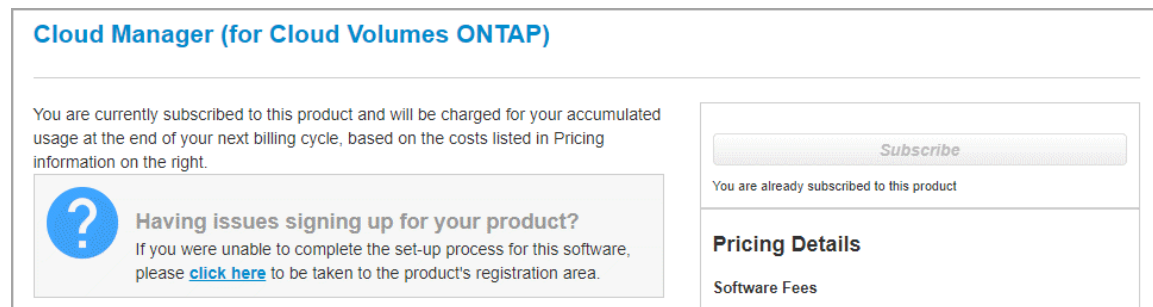 Cloud Manager (for Cloud Volumes ONTAP)
You are currently subscribed to this product and will be charged for your accumulated
usage at the end of your next billing cycle, based on the costs listed in Pricing
information on the right.
?
Having issues signing up for your product?
If you were unable to complete the set-up process for this software,
please click here to be taken to the product's registration area.
Subscribe
You are already subscribed to this product
Pricing Details
Software Fees